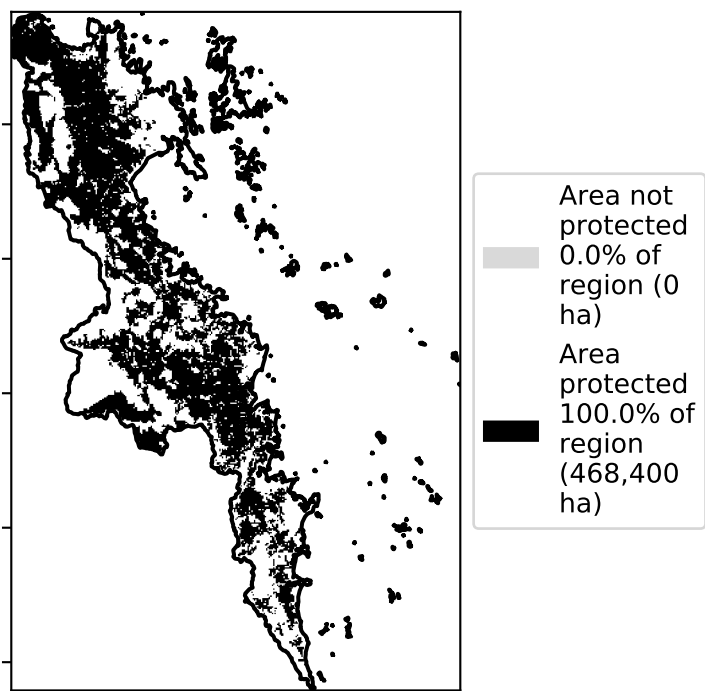 Area not
protected
0.0% of
region (0
ha)
Area
protected
100.0% of
region
(468,400
ha)